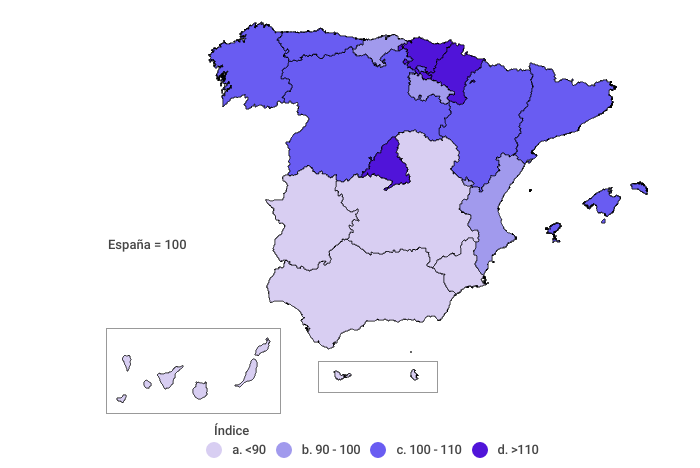 España = 100
Índice
a. <90 b. 90 - 100 c. 100 - 110 d. >110